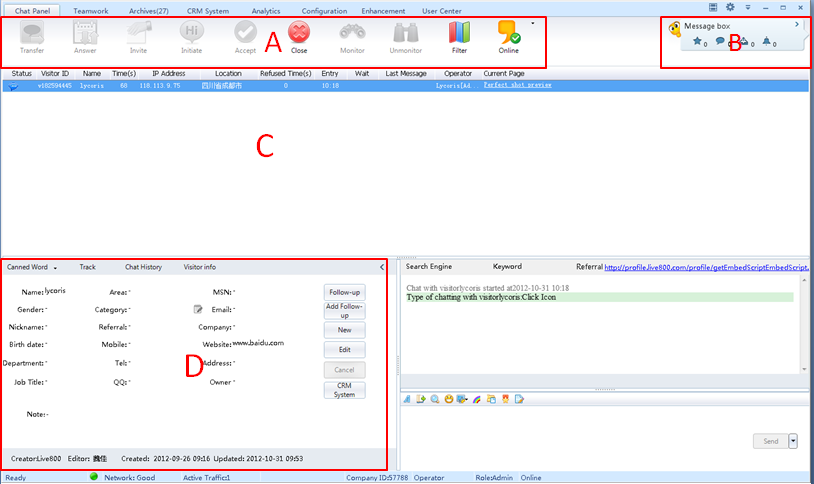 Chat Panel Teamwork Archives(27) CRM System Analytics Configuration Enhancement User Center
Transfer Answer Invite Initiate Accept Close Monitor Unmonitor Filter Online
Hi
A
Message box
0 0 0 0
B
Status Visitor ID Name Time(s) IP Address Location Refused Time(s) Entry Wait Last Message Operator Current Page
v182594445 lycoris 68 118.113.9.75 四川省成都市 0 10:18 Lycoris[Ad... Perfect shot preview
C
Canned Word Track Chat History Visitor info
Name: lycoris Area: - MSN: - Follow-up
Gender: - Category: - Email: - Add Follow-up
Nickname: - Referral: - Company: - New
Birth date: - Mobile: - Website: www.baidu.com Edit
Department: - Tel: - Address: - Cancel
Job Title: - QQ: - Owner - CRM System
D
Note: -
Creator:Live800 Editor: 魏佳 Created: 2012-09-26 09:16 Updated: 2012-10-31 09:53
Search Engine Keyword Referral http://profile.live800.com/profile/getEmbedScriptEmbedScript.
Chat with visitorlycoris started at2012-10-31 10:18
Type of chatting with visitorlycoris:Click Icon
Send
Ready Network: Good Active Traffic:1 Company ID:57788 Operator Role:Admin Online